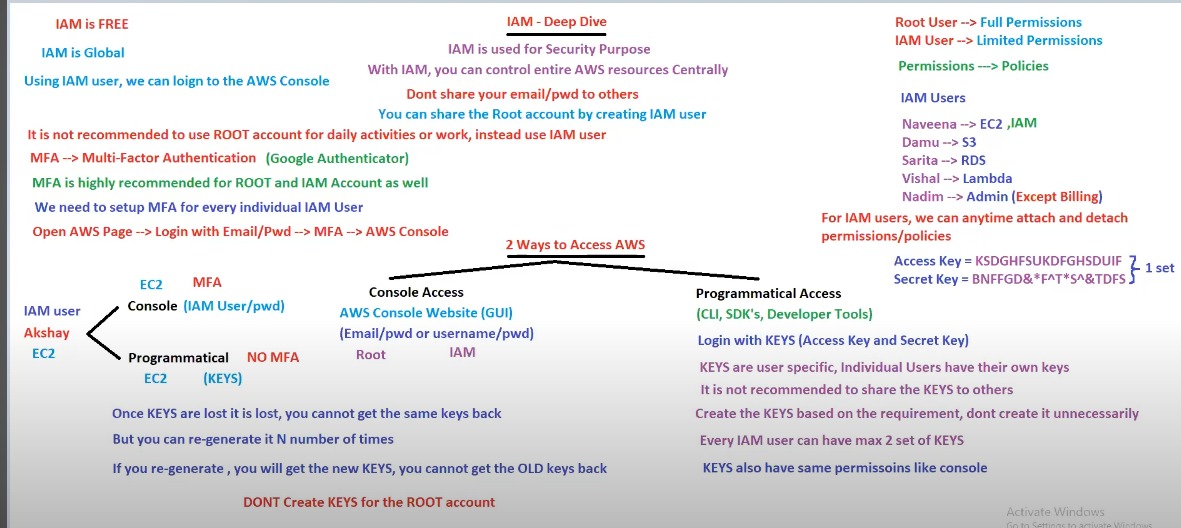 IAM - Deep Dive
IAM is FREE
IAM is Global
Using IAM user, we can loign to the AWS Console
IAM is used for Security Purpose
With IAM, you can control entire AWS resources Centrally
Dont share your email/pwd to others
You can share the Root account by creating IAM user
It is not recommended to use ROOT account for daily activities or work, instead use IAM user
MFA --> Multi-Factor Authentication (Google Authenticator)
MFA is highly recommended for ROOT and IAM Account as well
We need to setup MFA for every individual IAM User
Open AWS Page --> Login with Email/Pwd --> MFA --> AWS Console
Root User --> Full Permissions
IAM User --> Limited Permissions
Permissions ---> Policies
IAM Users
Naveena --> EC2 ,IAM
Damu --> S3
Sarita --> RDS
Vishal --> Lambda
Nadim --> Admin (Except Billing)
For IAM users, we can anytime attach and detach
permissions/policies
Access Key = KSDGHFSUKDFGHSDUIF
Secret Key = BNFFGD&*F^T*S^&TDFS
1 set
2 Ways to Access AWS
IAM user
Akshay
EC2
EC2 MFA
Console (IAM User/pwd)
Programmatical NO MFA
EC2 (KEYS)
Console Access
AWS Console Website (GUI)
(Email/pwd or username/pwd)
Root IAM
Programmatical Access
(CLI, SDK's, Developer Tools)
Login with KEYS (Access Key and Secret Key)
KEYS are user specific, Individual Users have their own keys
It is not recommended to share the KEYS to others
Create the KEYS based on the requirement, dont create it unnecessarily
Every IAM user can have max 2 set of KEYS
KEYS also have same permissoins like console
Once KEYS are lost it is lost, you cannot get the same keys back
But you can re-generate it N number of times
If you re-generate , you will get the new KEYS, you cannot get the OLD keys back
DONT Create KEYS for the ROOT account
Activate Windows
Go to Settings to activate Windows.